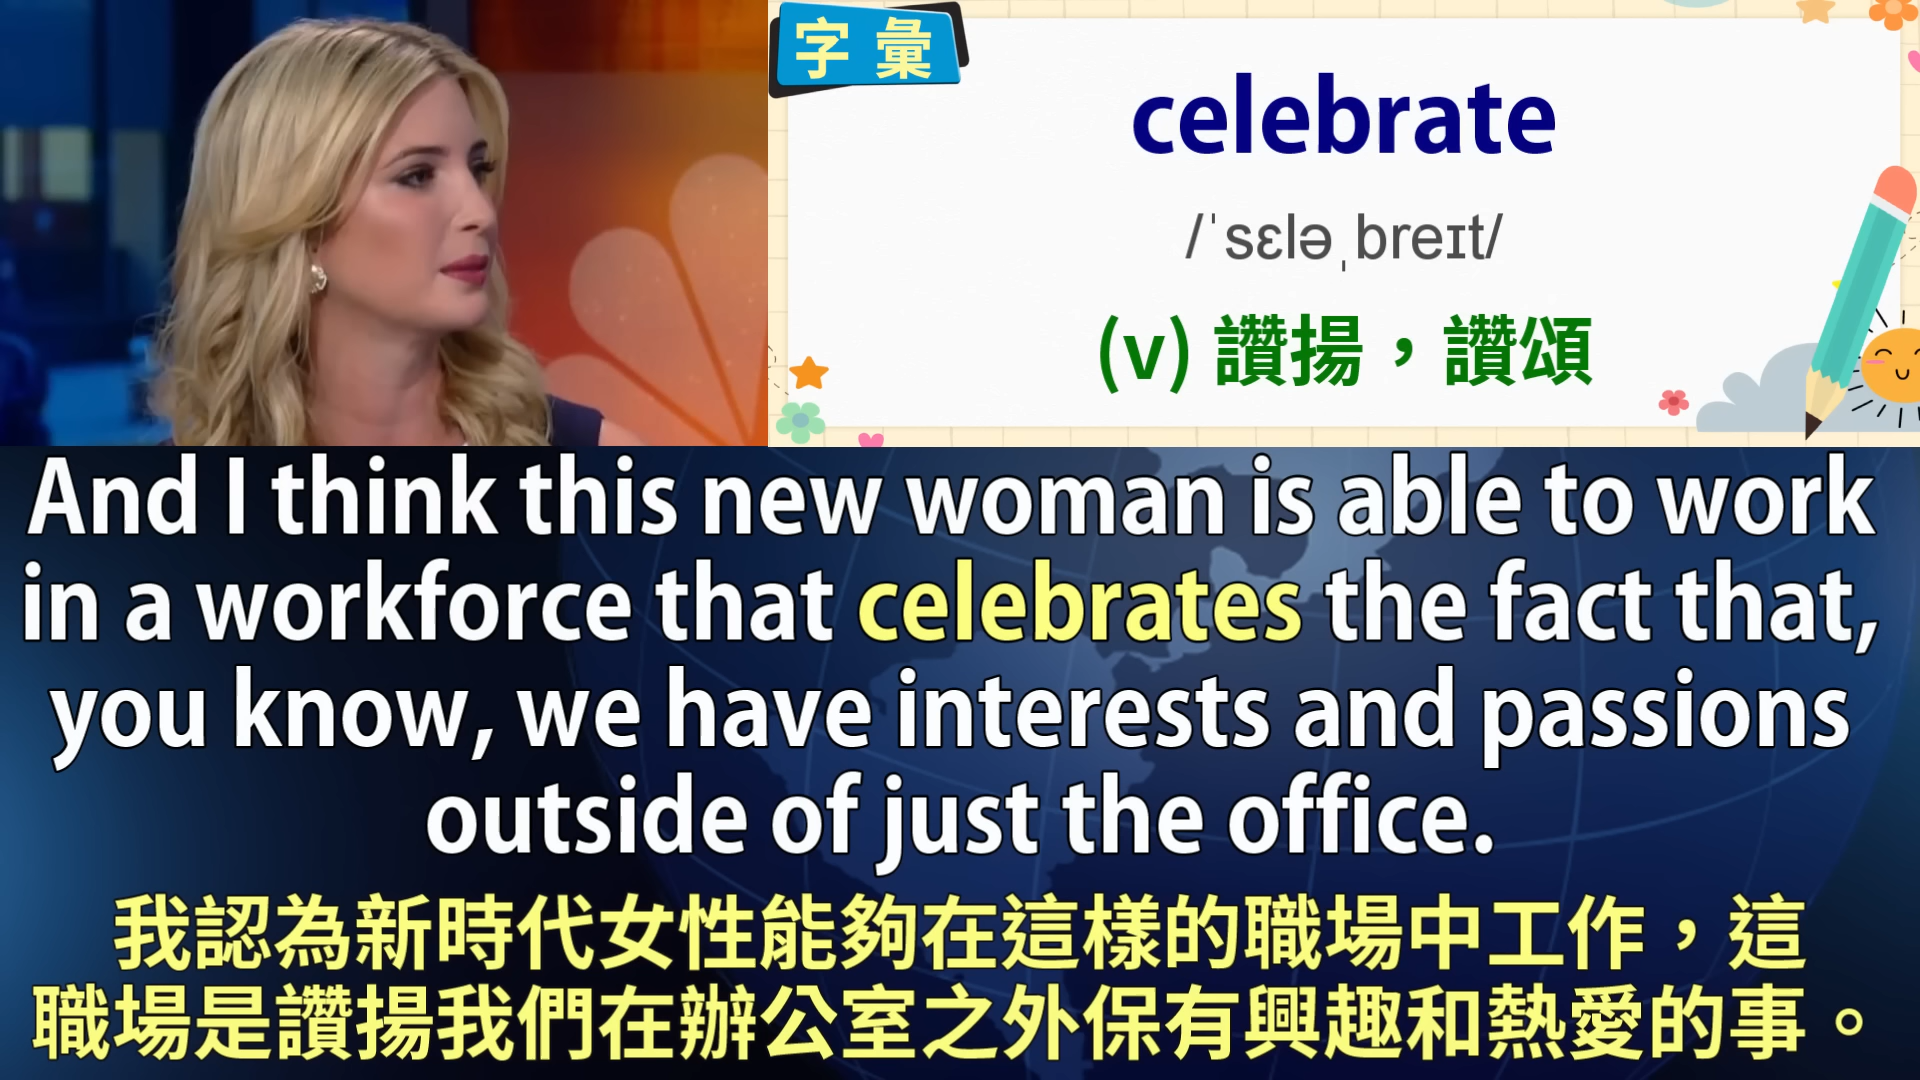 字彙
celebrate
/ˈsɛləˌbreɪt/
(v) 讚揚，讚頌
And I think this new woman is able to work
in a workforce that celebrates the fact that,
you know, we have interests and passions
outside of just the office.
我認為新時代女性能夠在這樣的職場中工作，這
職場是讚揚我們在辦公室之外保有興趣和熱愛的事。